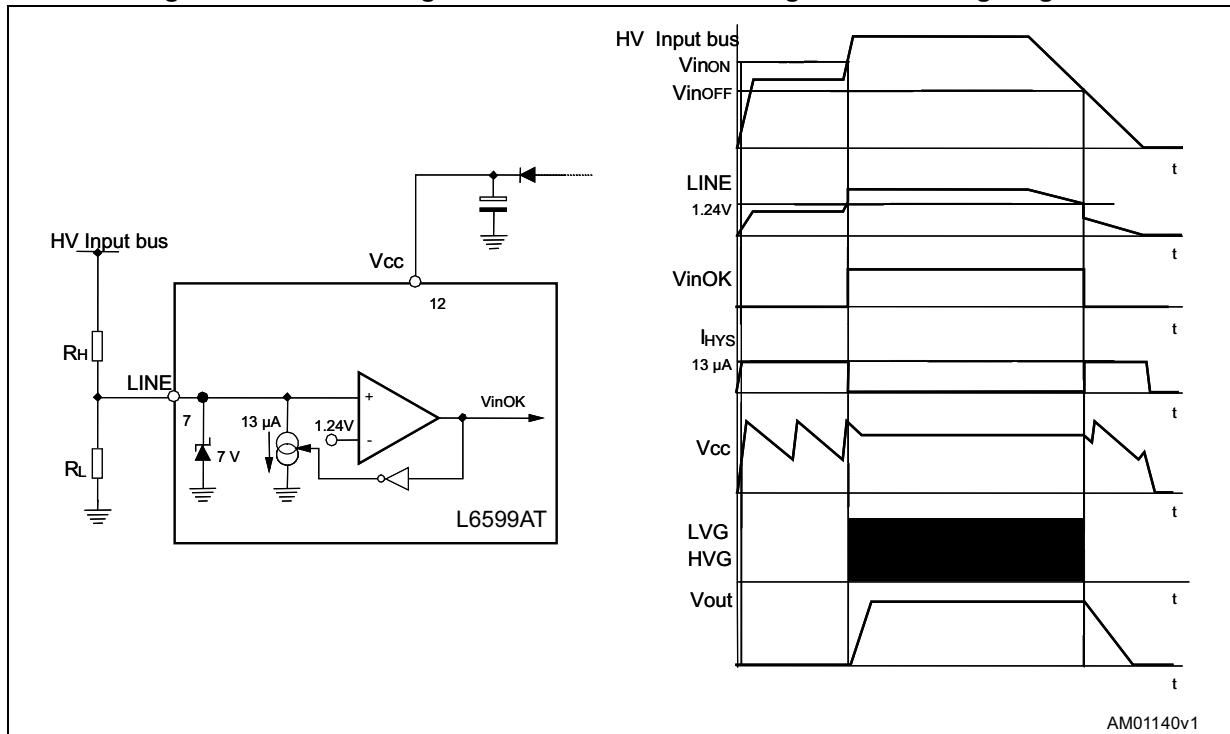 HV Input bus
VinON
VinOFF
t
LINE
1.24V
t
VinOK
t
IHYS
13 µA
t
Vcc
t
LVG
HVG
t
Vout
t
HV Input bus
RH
RL
LINE
7
7 V
13 µA
1.24V
+
-
VinOK
Vcc
12
L6599AT
AM01140v1